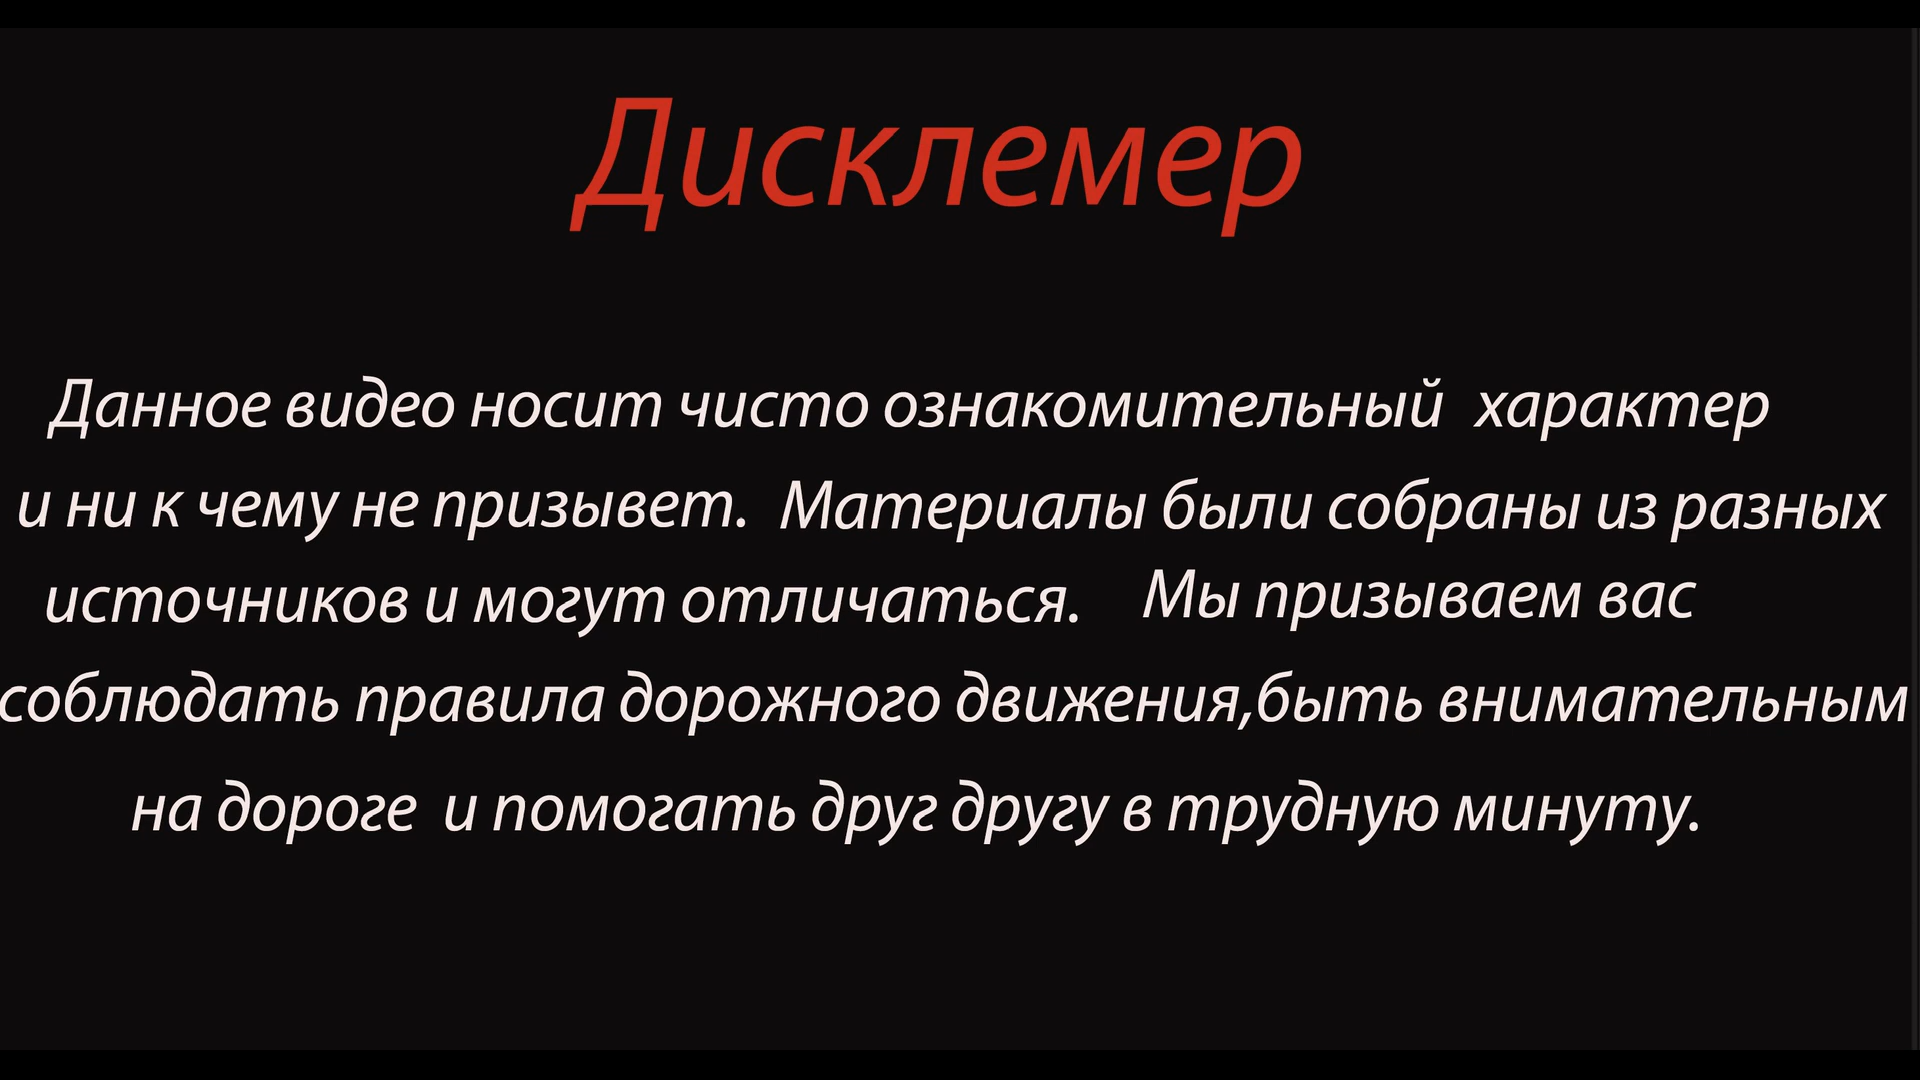 Дисклемер
Данное видео носит чисто ознакомительный характер
и ни к чему не призывет. Материалы были собраны из разных
источников и могут отличаться. Мы призываем вас
соблюдать правила дорожного движения,быть внимательным
на дороге и помогать друг другу в трудную минуту.